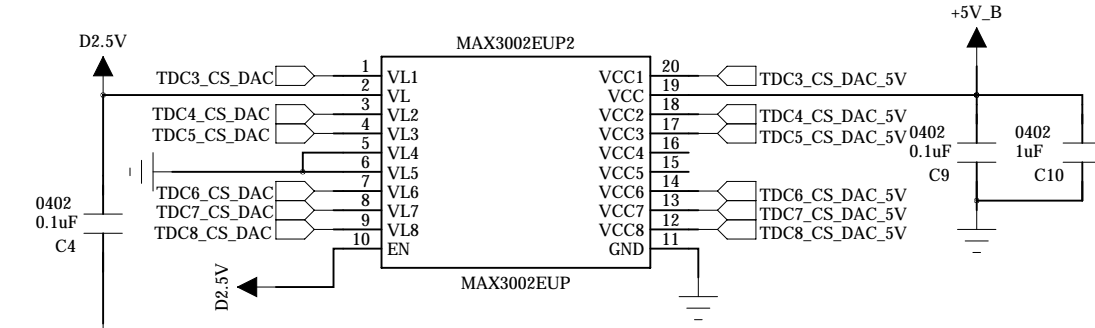 +5V_B
D2.5V
MAX3002EUP2
TDC3_CS_DAC 1 VL1 VCC1 20 TDC3_CS_DAC_5V
2 VL VCC 19
TDC4_CS_DAC 3 VL2 VCC2 18 TDC4_CS_DAC_5V
TDC5_CS_DAC 4 VL3 VCC3 17 TDC5_CS_DAC_5V
5 VL4 VCC4 16
6 VL5 VCC5 15
TDC6_CS_DAC 7 VL6 VCC6 14 TDC6_CS_DAC_5V
TDC7_CS_DAC 8 VL7 VCC7 13 TDC7_CS_DAC_5V
TDC8_CS_DAC 9 VL8 VCC8 12 TDC8_CS_DAC_5V
10 EN GND 11
MAX3002EUP
0402
0.1uF
C4
D2.5V
0402
0.1uF
C9
0402
1uF
C10